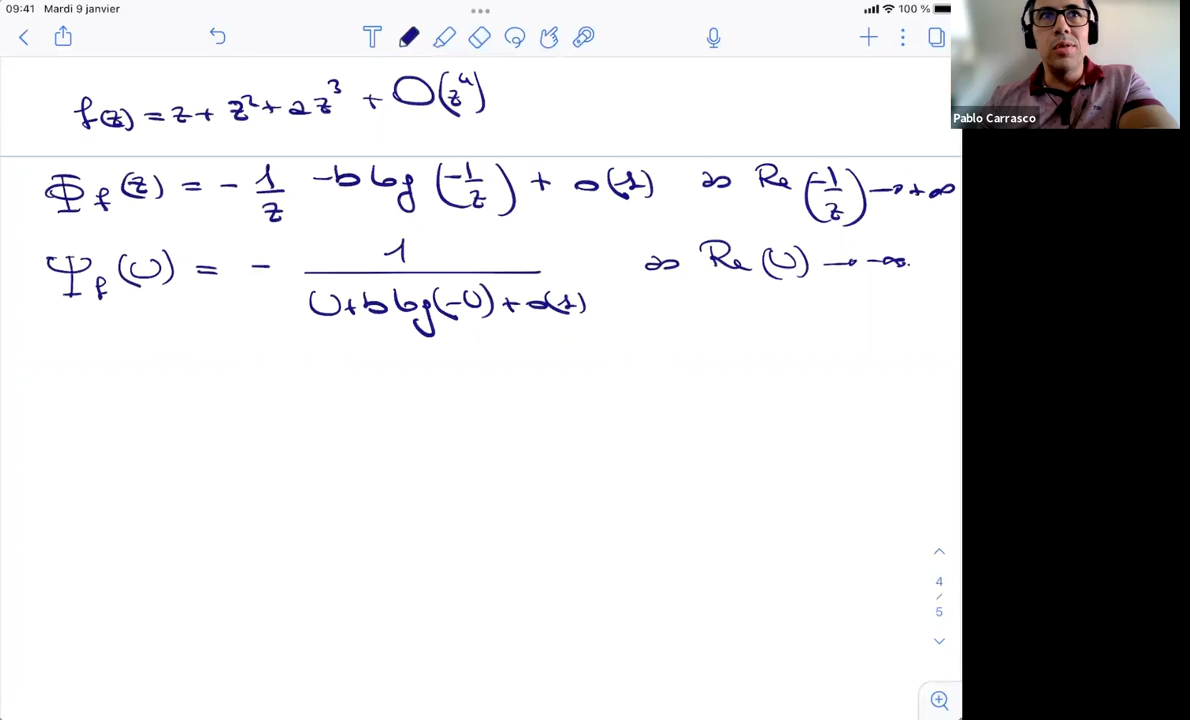 09:41 Mardi 9 janvier
100 %
f(z) = z + z² + az³ + O(z⁴)
Φ_f(z) = - 1/z - b log(-1/z) + o(1) as Re(-1/z) → +∞
Ψ_f(w) = - 1/(w + b log(-w) + o(1)) as Re(w) → -∞.
Pablo Carrasco
4
/
5